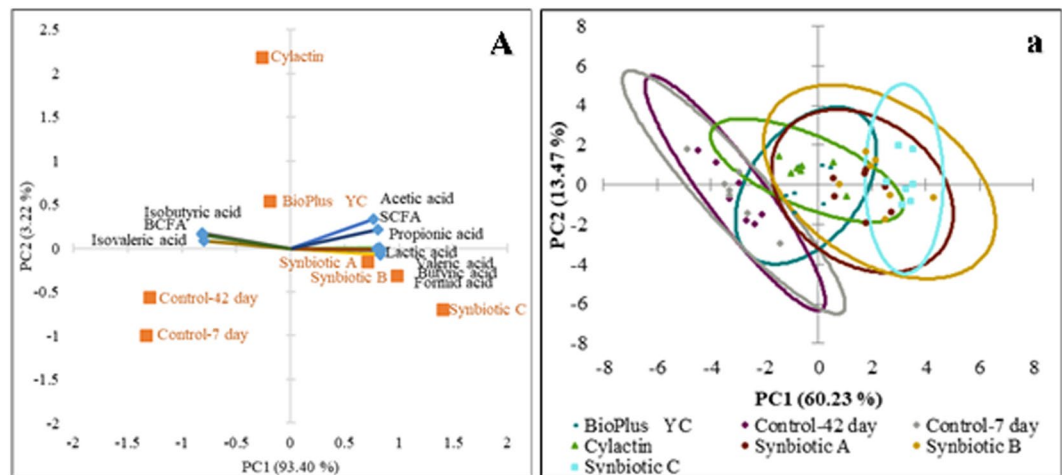 A
2.5
2
1.5
1
0.5
0
-0.5
-1
-1.5
-2
-2 -1.5 -1 -0.5 0 0.5 1 1.5 2
PC2 (3.22 %)
PC1 (93.40 %)
Cylactin
BioPlus YC
Isobutyric acid
BCFA
Isovaleric acid
Acetic acid
SCFA
Propionic acid
Lactic acid
Valeric acid
Butyric acid
Formid acid
Synbiotic A
Synbiotic B
Synbiotic C
Control-42 day
Control-7 day
a
8
6
4
2
0
-2
-4
-6
-8
-8 -6 -4 -2 0 2 4 6 8
PC2 (13.47 %)
PC1 (60.23 %)
BioPlus YC Control-42 day Control-7 day
Cylactin Synbiotic A Synbiotic B
Synbiotic C